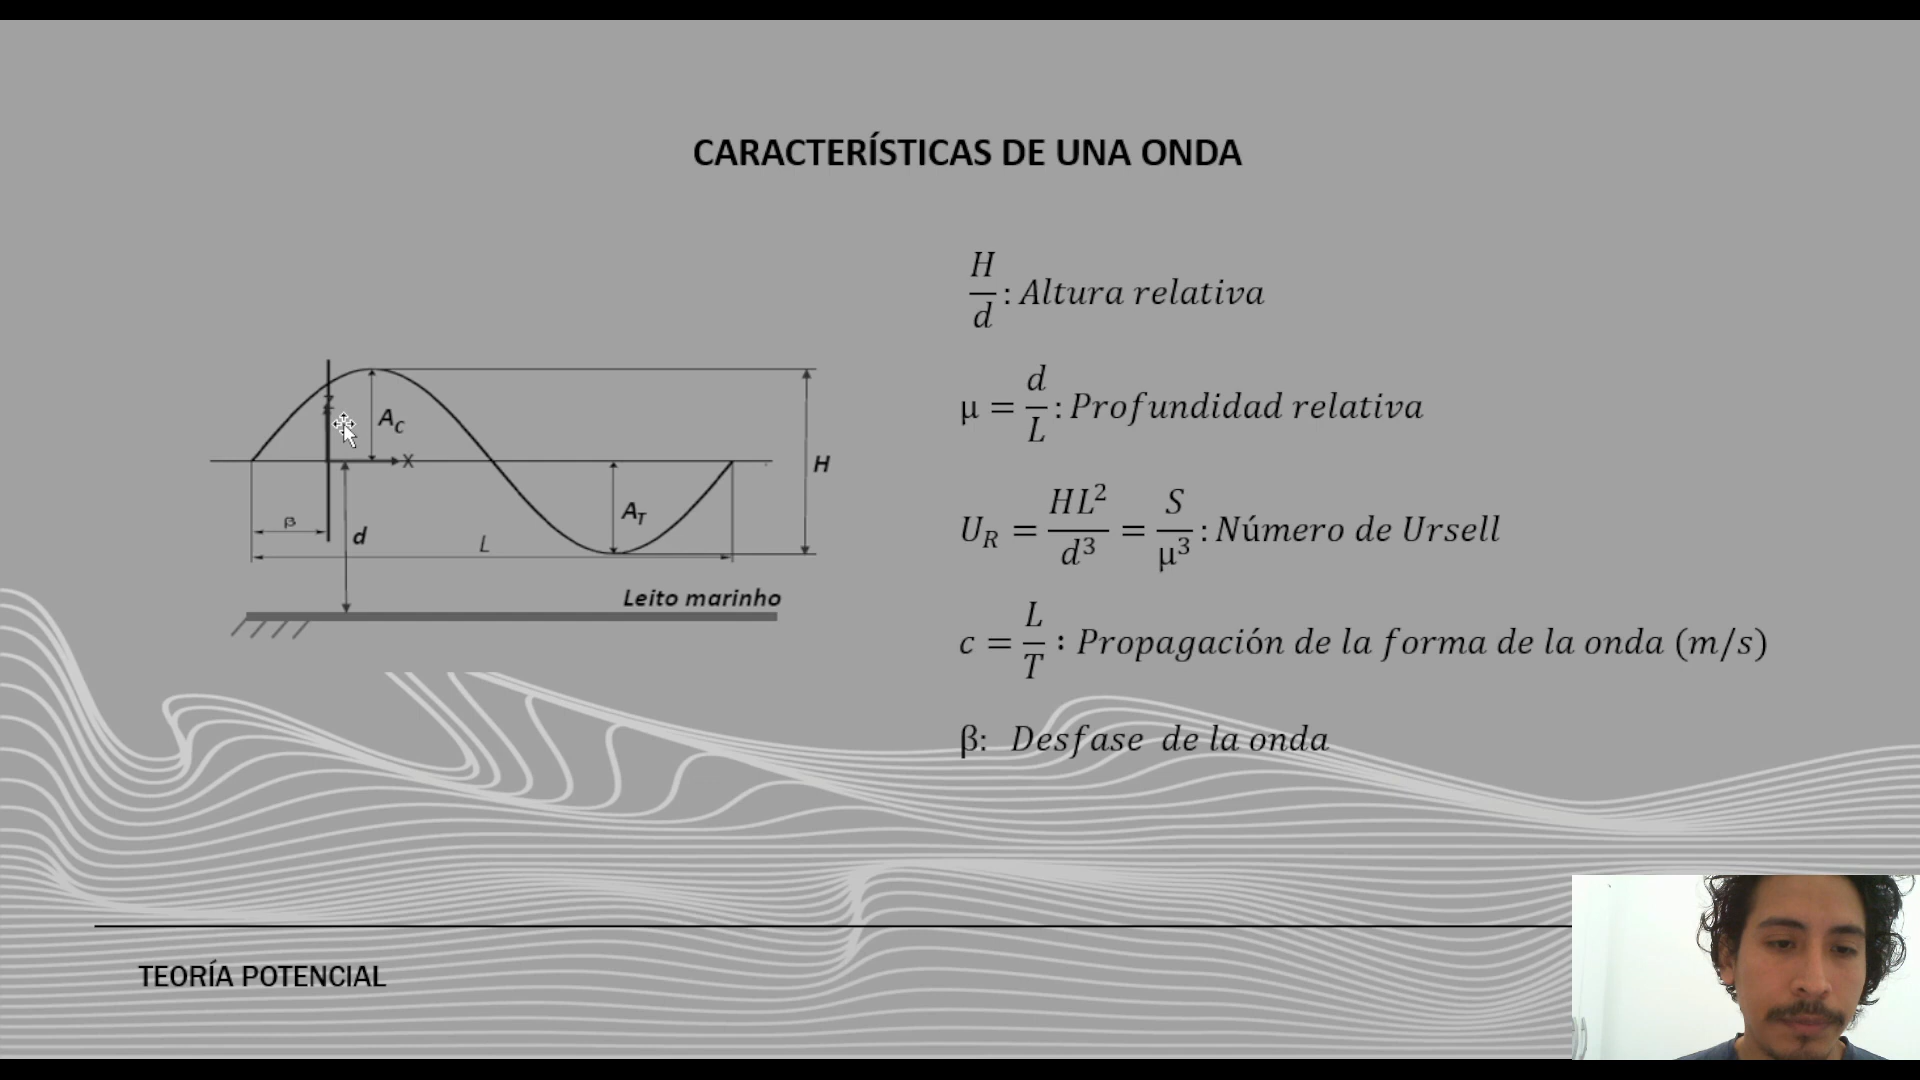 CARACTERÍSTICAS DE UNA ONDA
H/d : Altura relativa
μ = d/L : Profundidad relativa
U_R = HL²/d³ = S/μ³ : Número de Ursell
c = L/T : Propagación de la forma de la onda (m/s)
β: Desfase de la onda
Z
A_C
X
H
β
d
L
A_T
Leito marinho
TEORÍA POTENCIAL